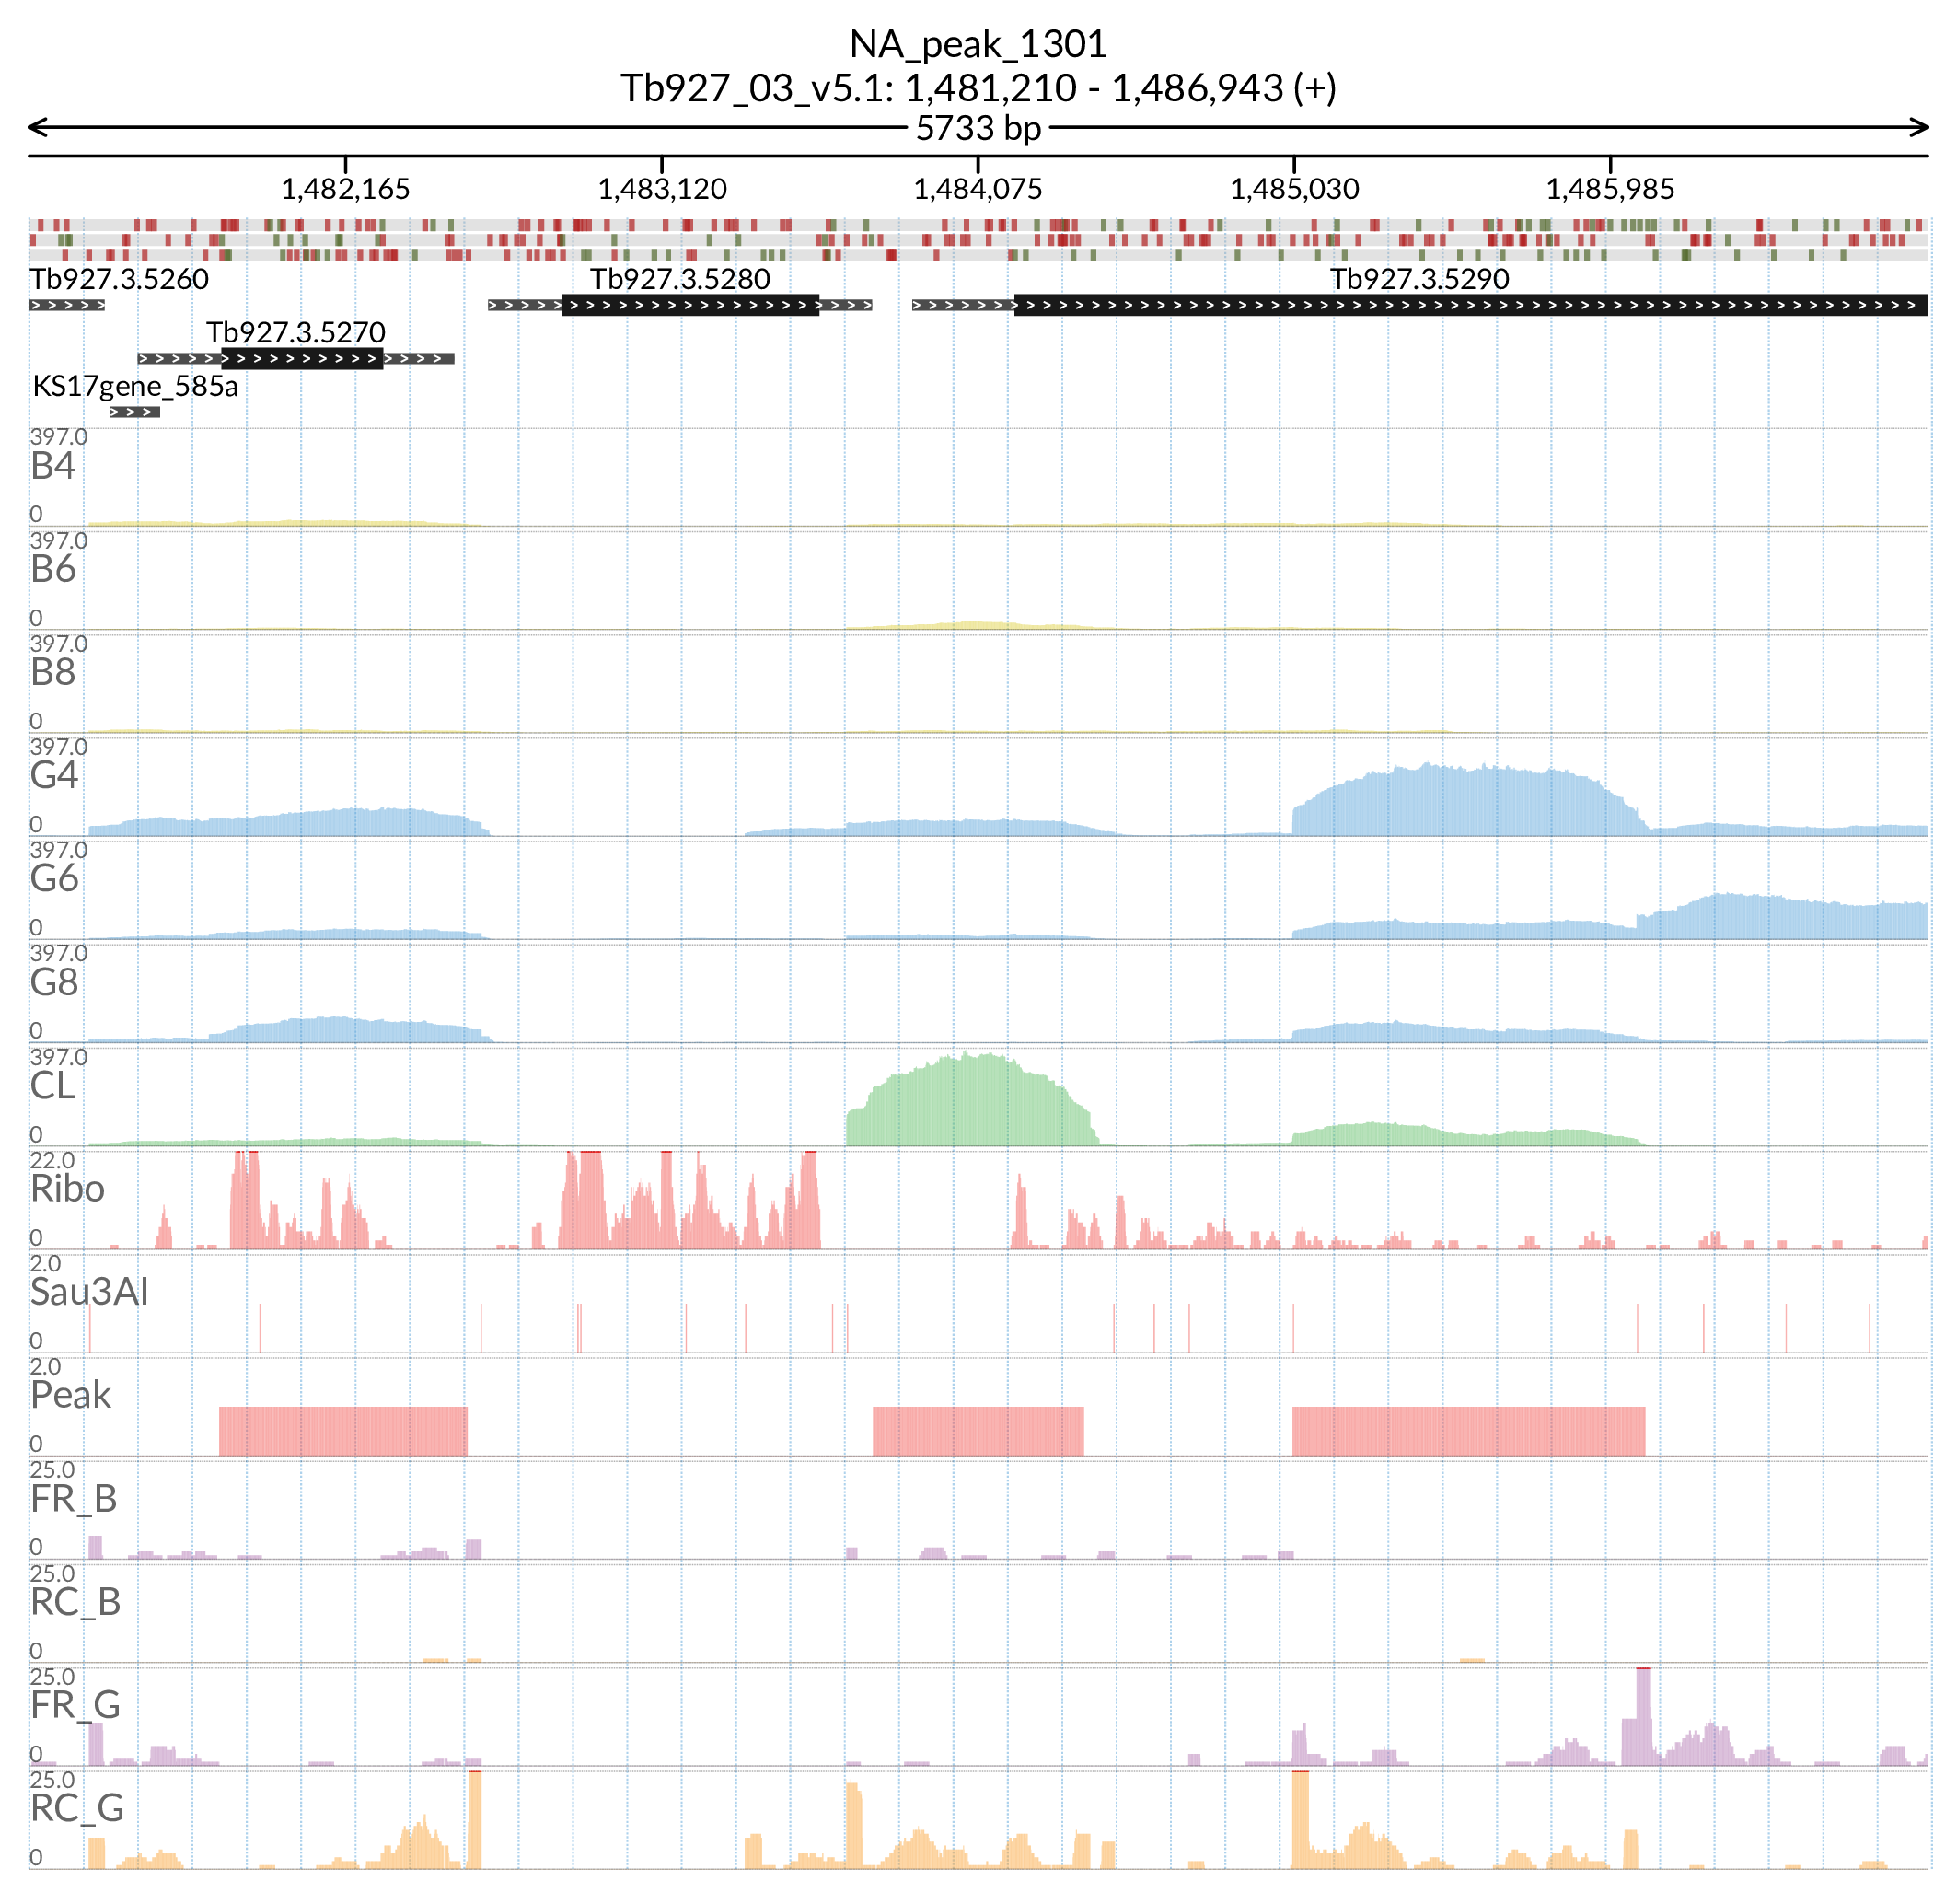 NA_peak_1301
Tb927_03_v5.1: 1,481,210 - 1,486,943 (+)
5733 bp
1,482,165 1,483,120 1,484,075 1,485,030 1,485,985
Tb927.3.5260 Tb927.3.5280 Tb927.3.5290
Tb927.3.5270
KS17gene_585a
397.0
B4
0
397.0
B6
0
397.0
B8
0
397.0
G4
0
397.0
G6
0
397.0
G8
0
397.0
CL
0
22.0
Ribo
0
2.0
Sau3AI
0
2.0
Peak
0
25.0
FR_B
0
25.0
RC_B
0
25.0
FR_G
0
25.0
RC_G
0